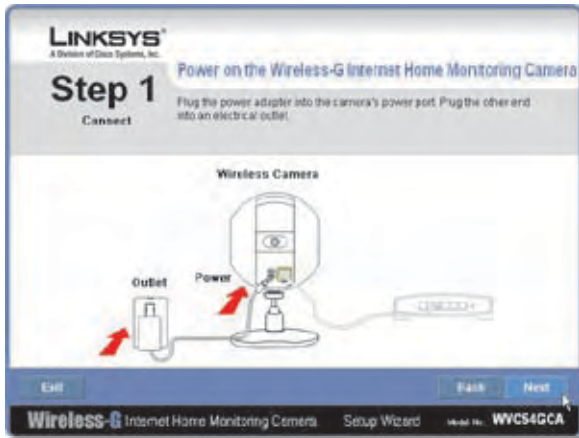 LINKSYS®
A Division of Cisco Systems, Inc.
Step 1
Connect
Power on the Wireless-G Internet Home Monitoring Camera
Plug the power adapter into the camera's power port. Plug the other end
into an electrical outlet.
Wireless Camera
Outlet
Power
Exit
Back
Next
Wireless-G Internet Home Monitoring Camera
Setup Wizard
Model No. WVC54GCA